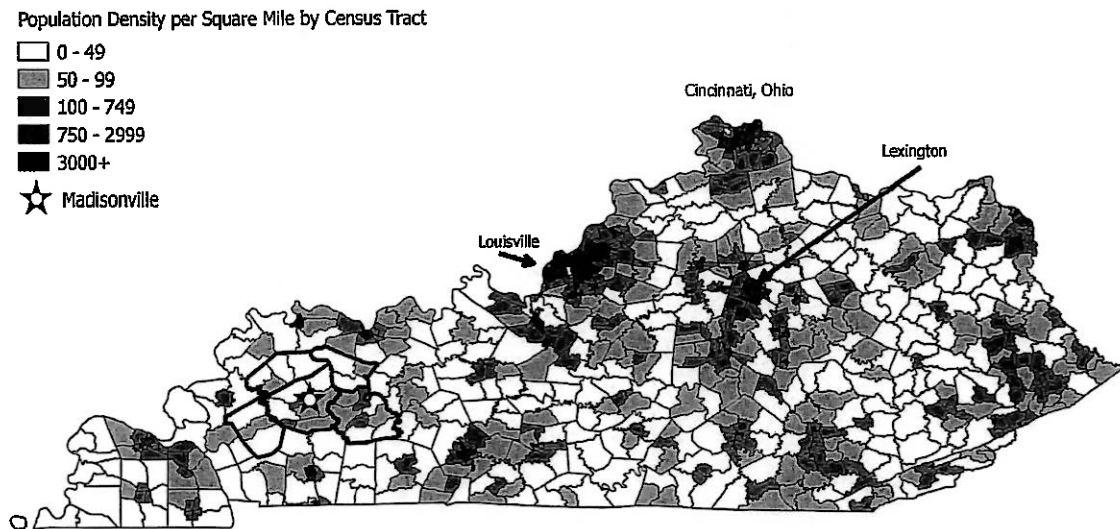 Population Density per Square Mile by Census Tract
0 - 49
50 - 99
100 - 749
750 - 2999
3000+
Madisonville
Cincinnati, Ohio
Lexington
Louisville